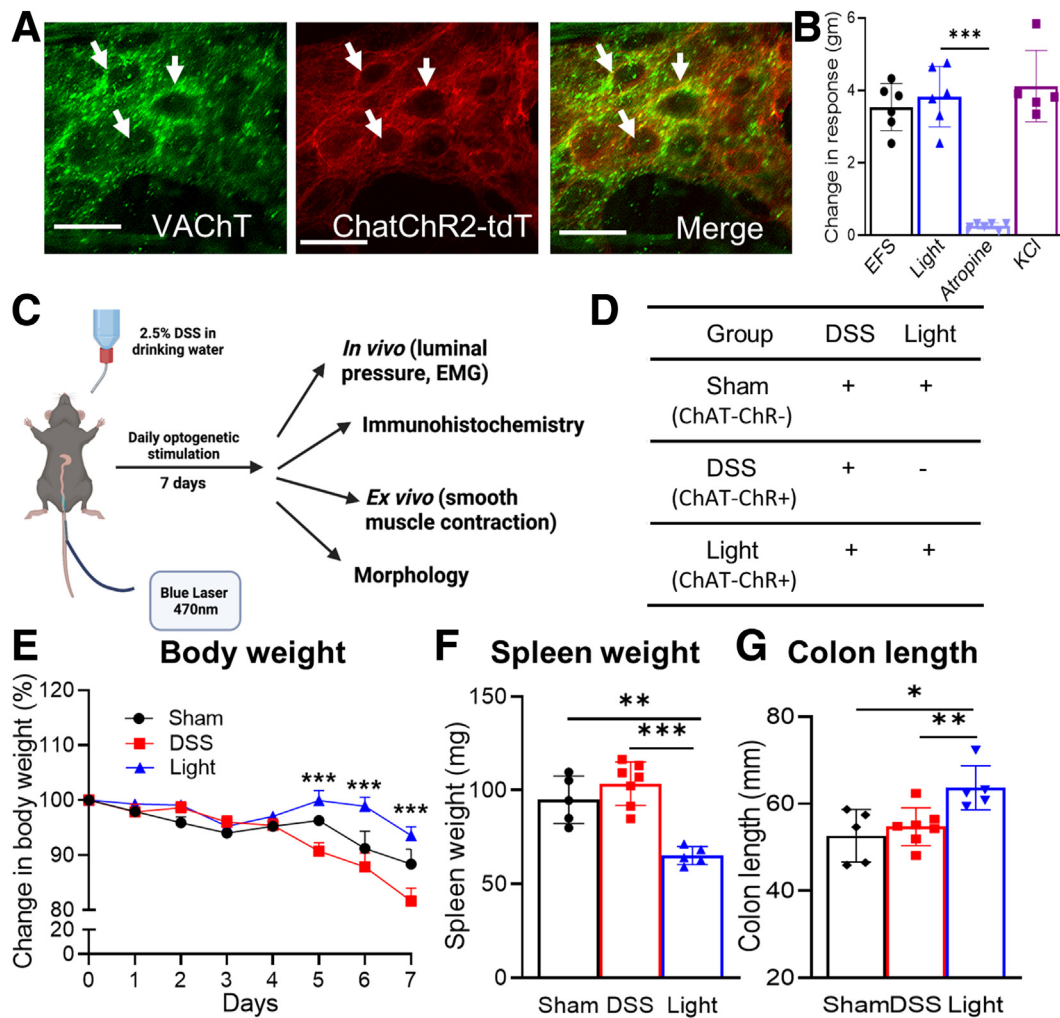 A
VAChT
ChatChR2-tdT
Merge
B
Change in response (gm)
6
4
2
0
***
EFS
Light
Atropine
KCl
C
2.5% DSS in
drinking water
Daily optogenetic
stimulation
7 days
Blue Laser
470nm
In vivo (luminal
pressure, EMG)
Immunohistochemistry
Ex vivo (smooth
muscle contraction)
Morphology
D
Group DSS Light
Sham + +
(ChAT-ChR-)
DSS + -
(ChAT-ChR+)
Light + +
(ChAT-ChR+)
E
Body weight
Change in body weight (%)
120
100
90
80
20
0
Sham
DSS
Light
*** *** ***
0 1 2 3 4 5 6 7
Days
F
Spleen weight
Spleen weight (mg)
150
100
50
0
**
***
Sham DSS Light
G
Colon length
Colon length (mm)
80
60
40
20
*
**
Sham DSS Light